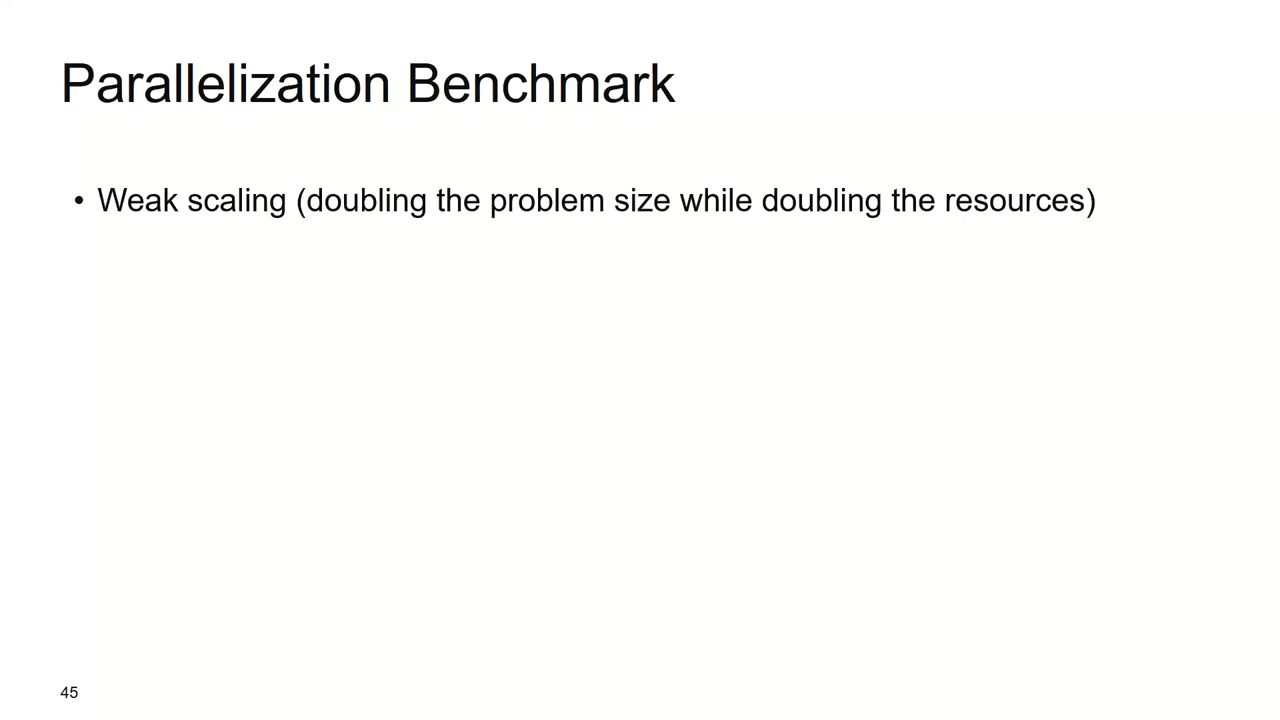 Parallelization Benchmark
• Weak scaling (doubling the problem size while doubling the resources)
45